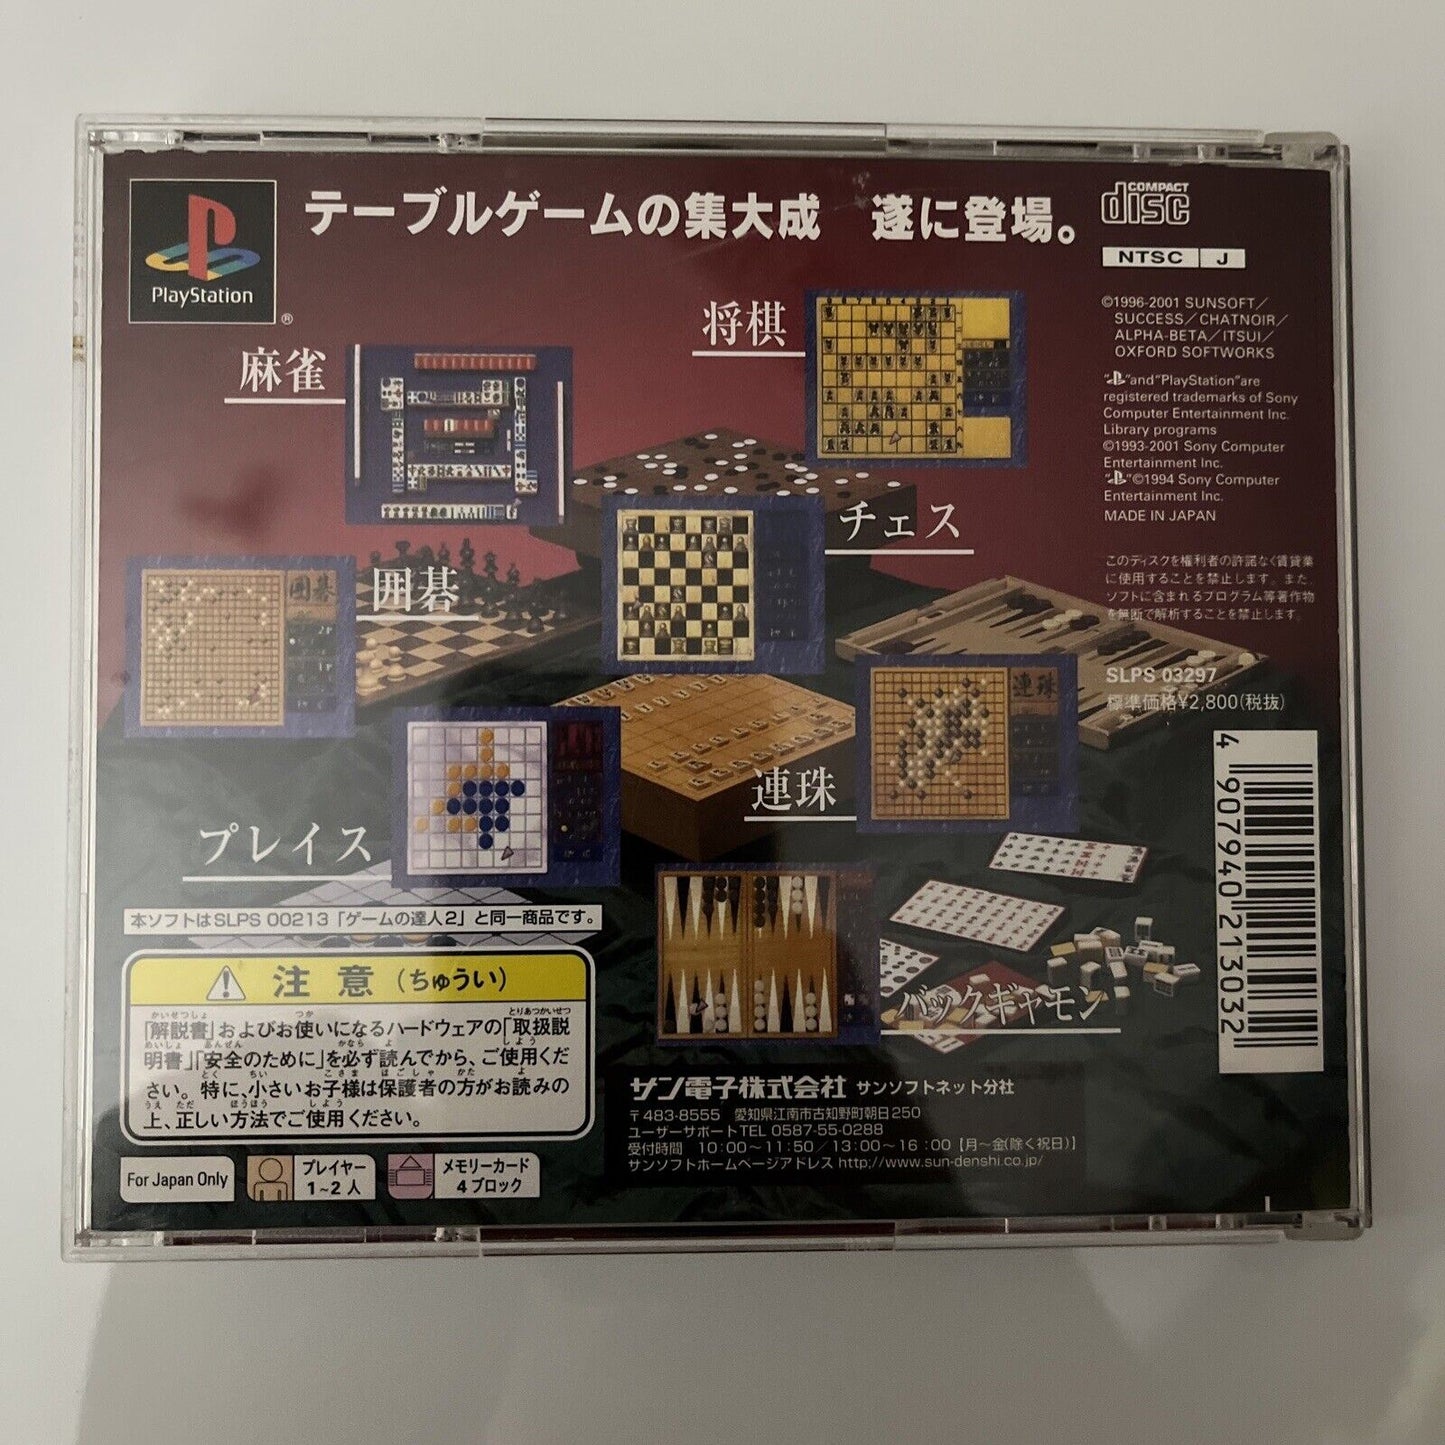 PlayStation
®
テーブルゲームの集大成 遂に登場。
COMPACT
disc
NTSC J
麻雀
将棋
囲碁
チェス
プレイス
連珠
バックギャモン
囲碁
連珠
©1996-2001 SUNSOFT/
SUCCESS/CHATNOIR/
ALPHA-BETA/ITSUI/
OXFORD SOFTWORKS
" "and"PlayStation"are
registered trademarks of Sony
Computer Entertainment Inc.
Library programs
©1993-2001 Sony Computer
Entertainment Inc.
" "©1994 Sony Computer
Entertainment Inc.
MADE IN JAPAN
このディスクを権利者の許諾なく賃貸業
に使用することを禁止します。また、
ソフトに含まれるプログラム等著作物
を無断で解析することを禁止します。
SLPS 03297
標準価格¥2,800(税抜)
4 907940 213032
本ソフトはSLPS 00213「ゲームの達人2」と同一商品です。
注意(ちゅうい)
「解説書」およびお使いになるハードウェアの「取扱説
明書」「安全のために」を必ず読んでから、ご使用くだ
さい。特に、小さいお子様は保護者の方がお読みの
上、正しい方法でご使用ください。
For Japan Only
プレイヤー
1~2人
メモリーカード
4ブロック
サン電子株式会社 サンソフトネット分社
〒483-8555 愛知県江南市古知野町朝日250
ユーザーサポートTEL 0587-55-0288
受付時間 10:00~11:50/13:00~16:00【月~金(除く祝日)】
サンソフトホームページアドレス http://www.sun-denshi.co.jp/